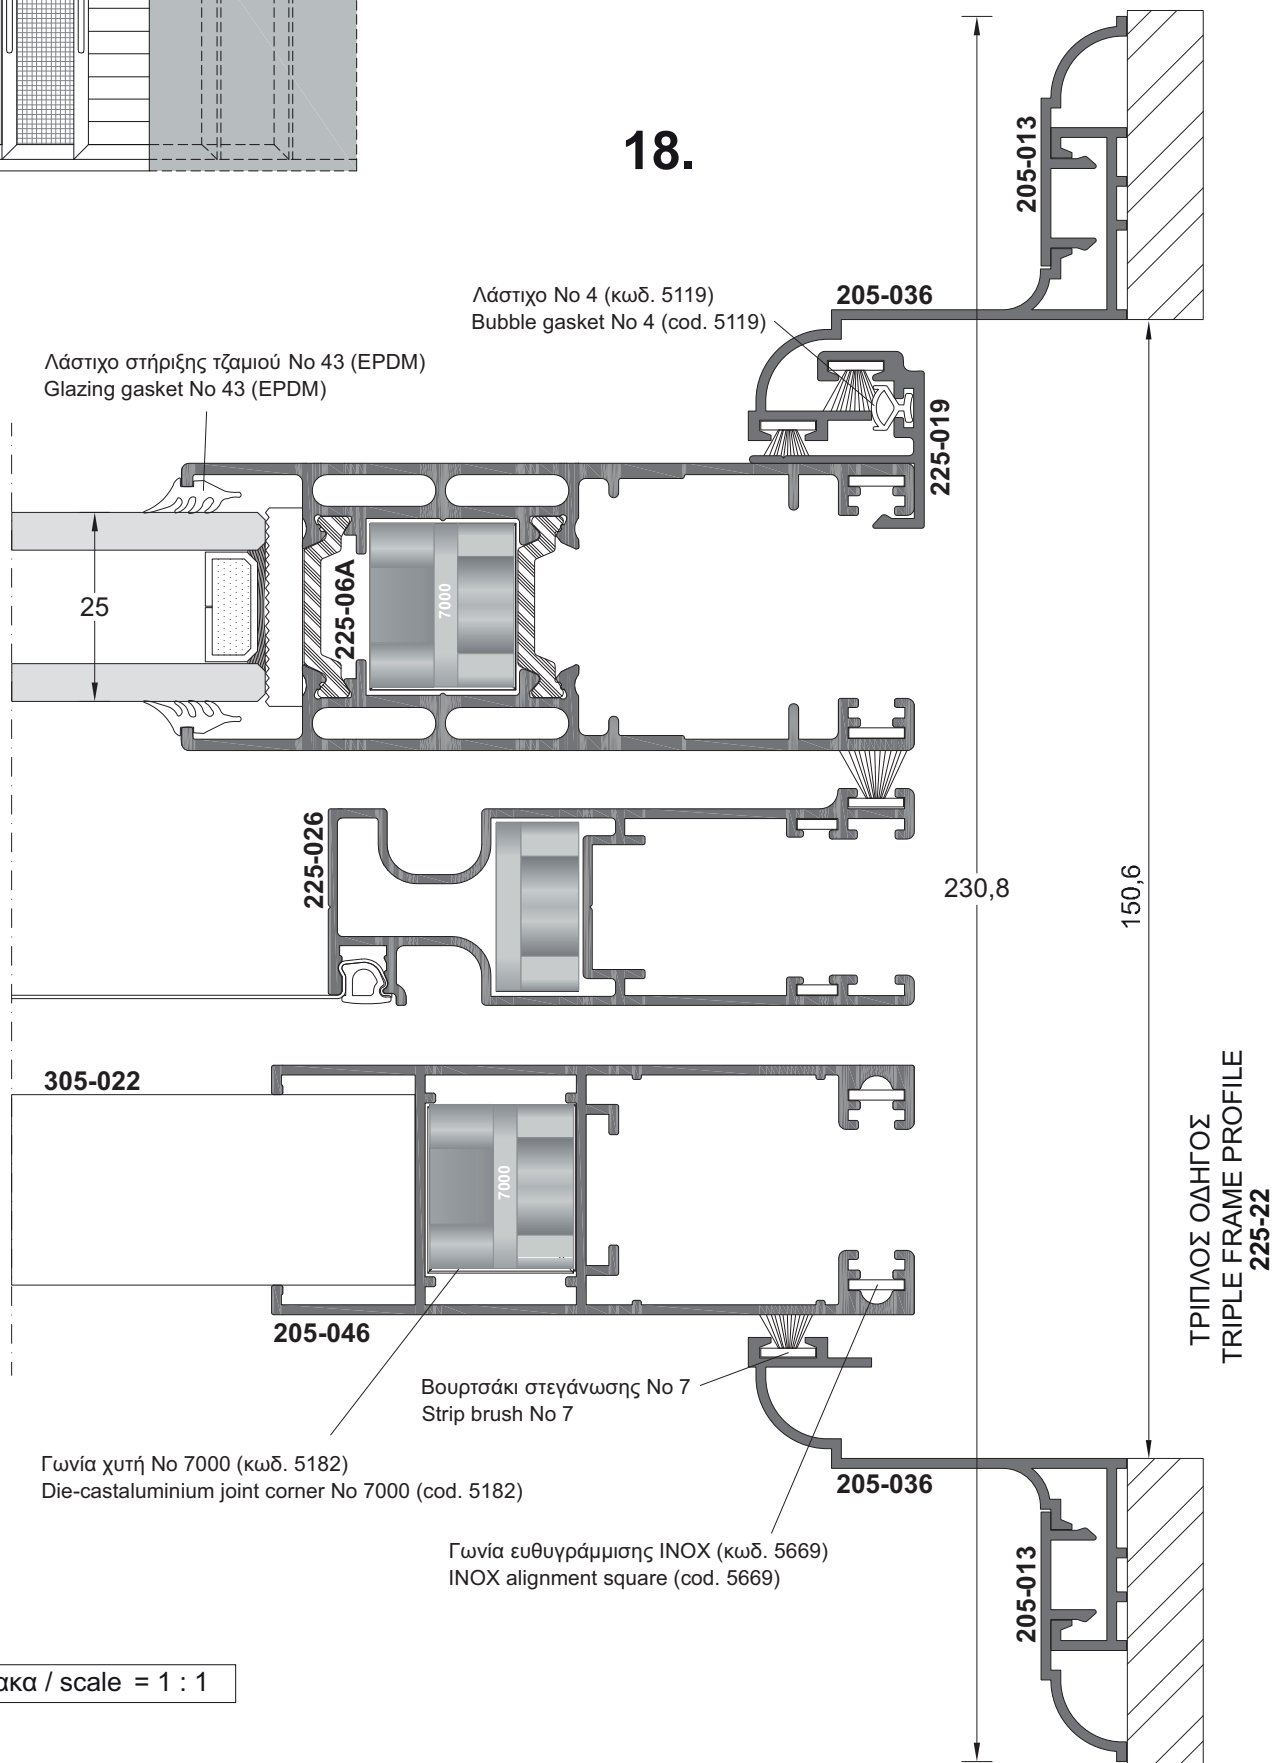 18.
205-013
Λάστιχο No 4 (κωδ. 5119)
Bubble gasket No 4 (cod. 5119)
205-036
Λάστιχο στήριξης τζαμιού No 43 (EPDM)
Glazing gasket No 43 (EPDM)
225-019
25
225-06A
7000
225-026
230,8
150,6
305-022
7000
ΤΡΙΠΛΟΣ ΟΔΗΓΟΣ
TRIPLE FRAME PROFILE
225-22
205-046
Βουρτσάκι στεγάνωσης No 7
Strip brush No 7
Γωνία χυτή No 7000 (κωδ. 5182)
Die-castaluminium joint corner No 7000 (cod. 5182)
205-036
Γωνία ευθυγράμμισης INOX (κωδ. 5669)
INOX alignment square (cod. 5669)
205-013
ακα / scale = 1 : 1